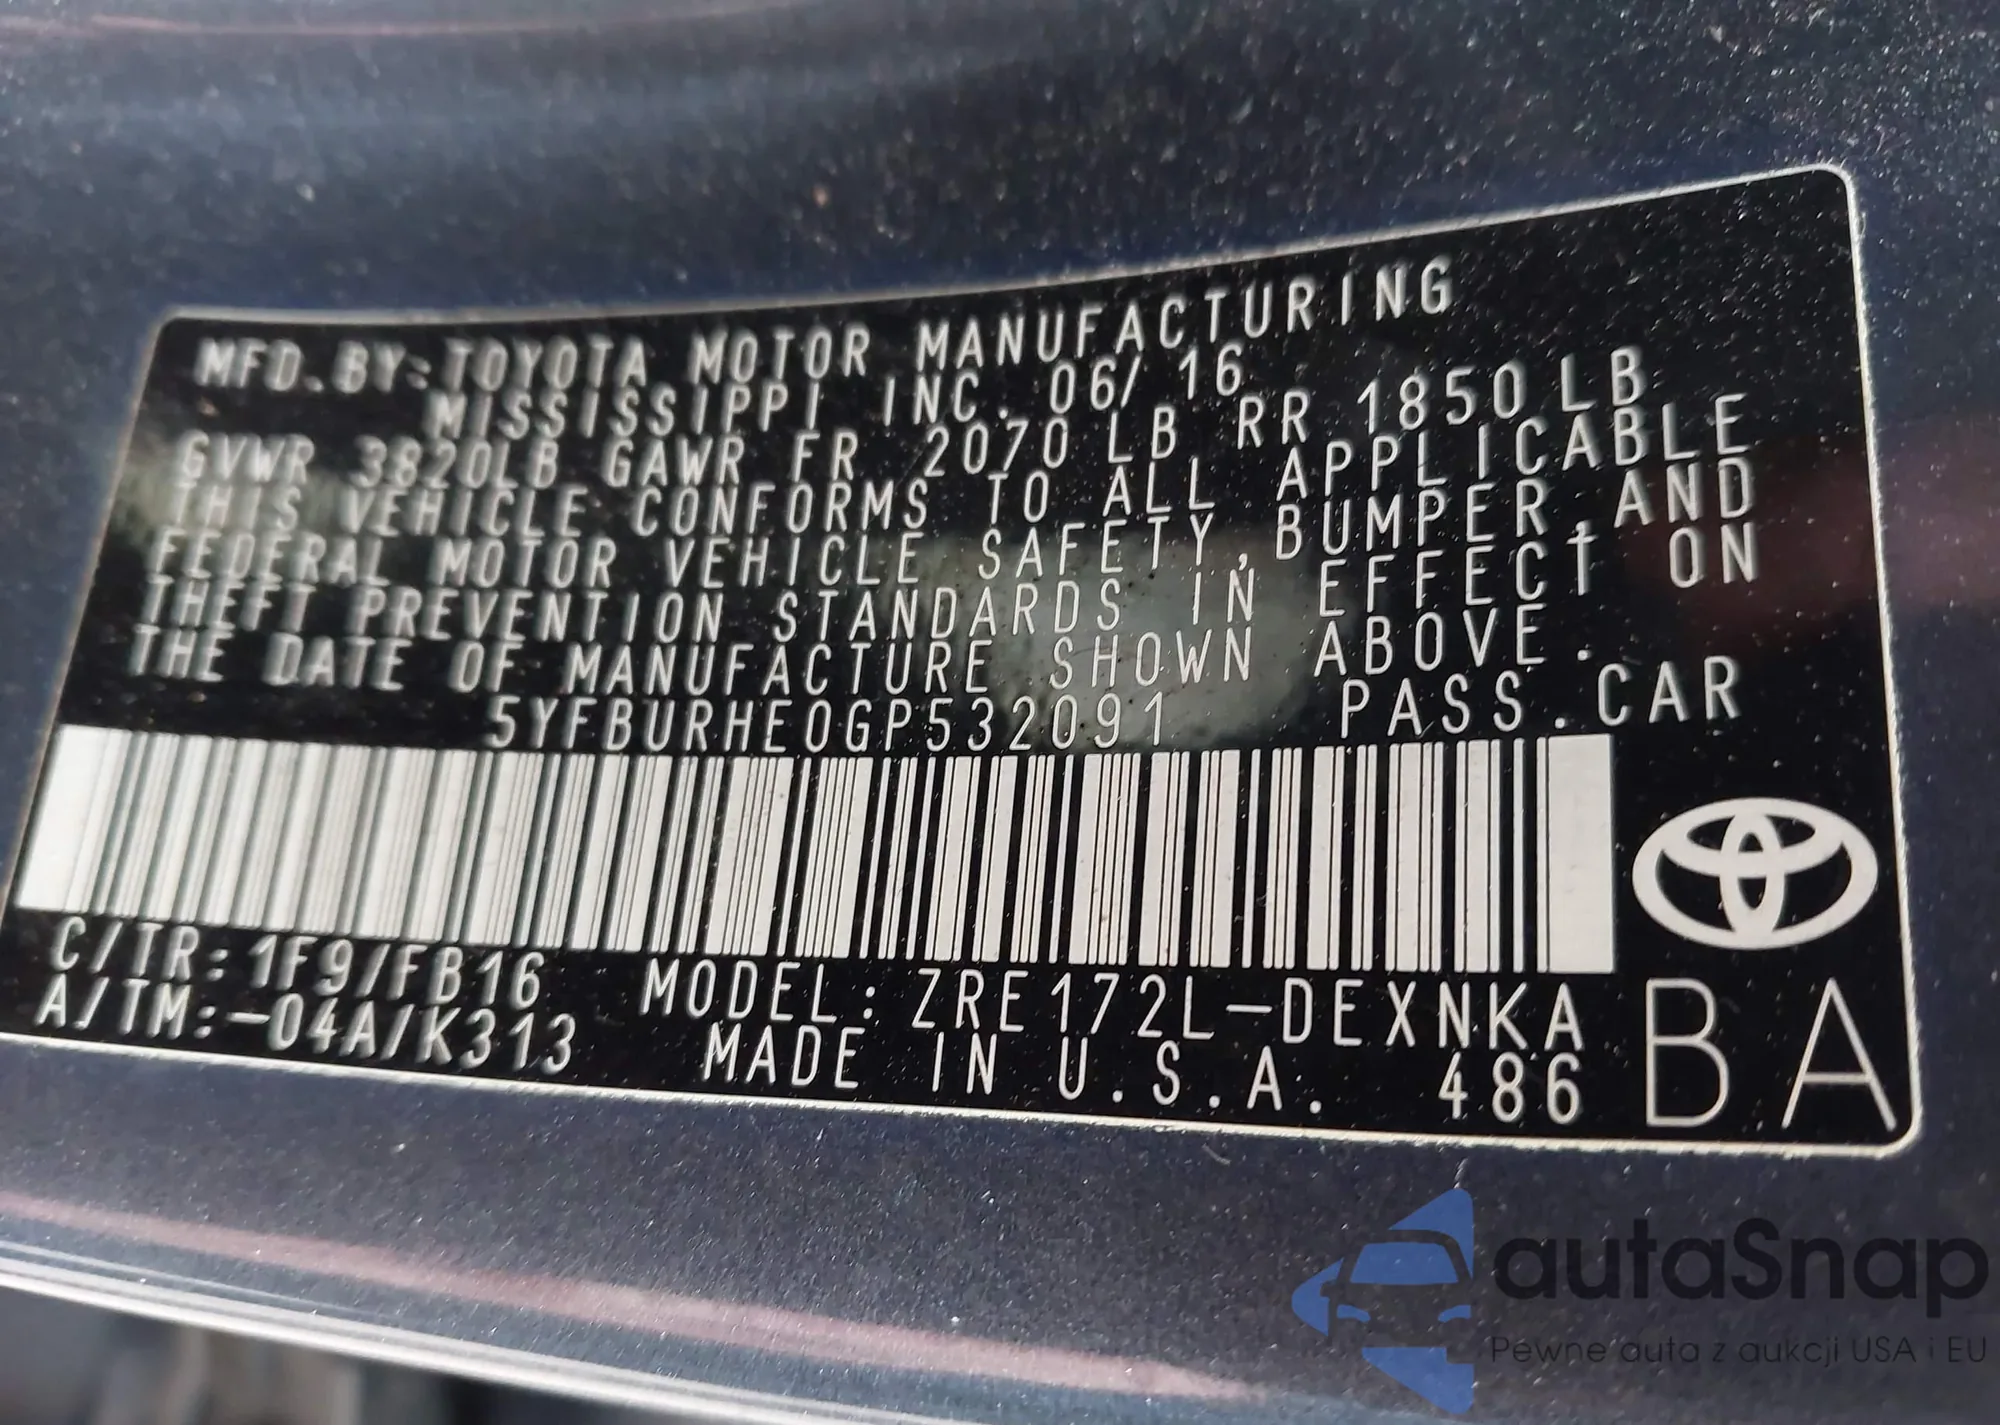 MFD.BY:TOYOTA MOTOR MANUFACTURING
MISSISSIPPI INC. 06/16
GVWR 3820LB GAWR FR 2070 LB RR 1850LB
THIS VEHICLE CONFORMS TO ALL APPLICABLE
FEDERAL MOTOR VEHICLE SAFETY,BUMPER,AND
THEFT PREVENTION STANDARDS IN EFFECT ON
THE DATE OF MANUFACTURE SHOWN ABOVE.
5YFBURHE0GP532091 PASS.CAR
C/TR:1F9/FB16 MODEL:ZRE172L-DEXNKA
A/TM:-04A/K313 MADE IN U.S.A. 486
BA
autaSnap
Pewne auta z aukcji USA i EU